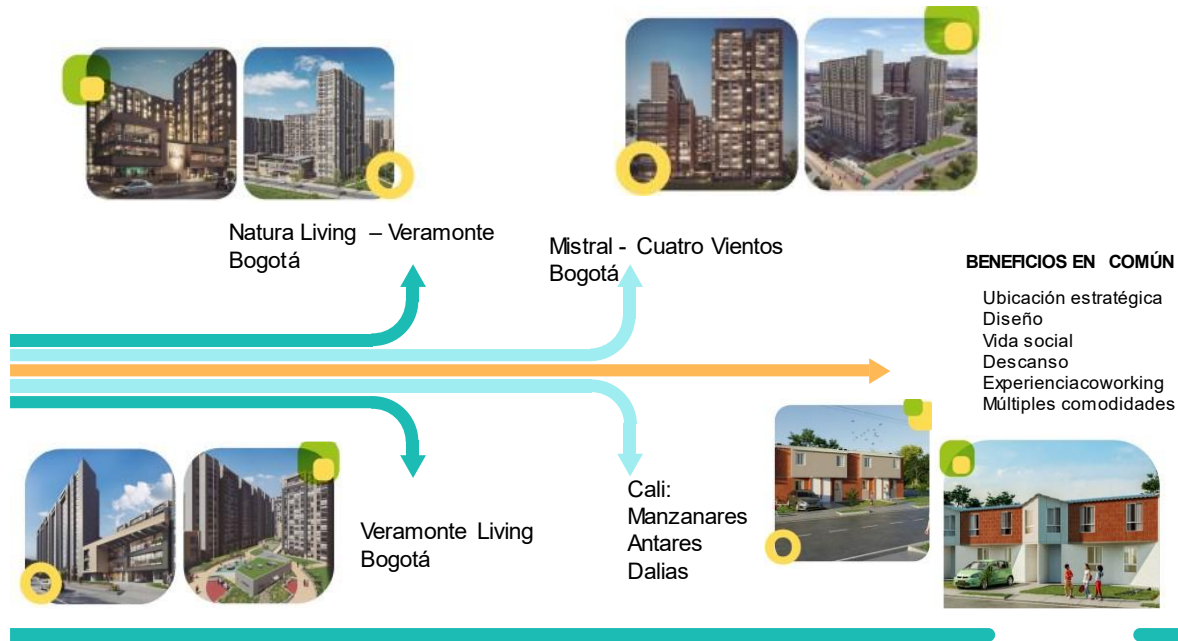 Natura Living – Veramonte
Bogotá
Mistral - Cuatro Vientos
Bogotá
BENEFICIOS EN COMÚN
Ubicación estratégica
Diseño
Vida social
Descanso
Experienciacoworking
Múltiples comodidades
Veramonte Living
Bogotá
Cali:
Manzanares
Antares
Dalias